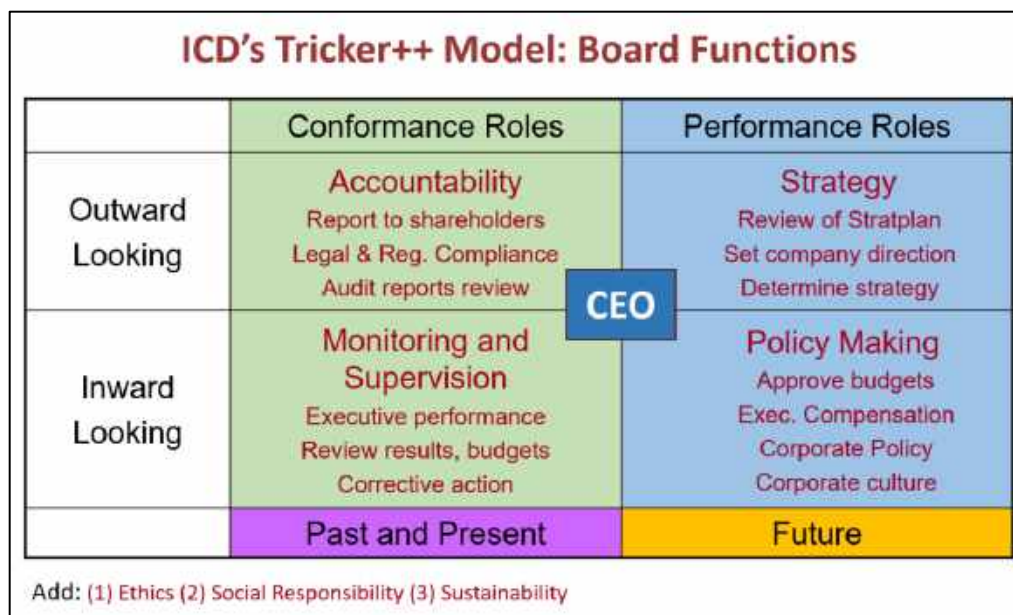 ICD's Tricker++ Model: Board Functions
Conformance Roles
Performance Roles
Outward
Looking
Accountability
Report to shareholders
Legal & Reg. Compliance
Audit reports review
Strategy
Review of Stratplan
Set company direction
Determine strategy
CEO
Inward
Looking
Monitoring and
Supervision
Executive performance
Review results, budgets
Corrective action
Policy Making
Approve budgets
Exec. Compensation
Corporate Policy
Corporate culture
Past and Present
Future
Add: (1) Ethics (2) Social Responsibility (3) Sustainability